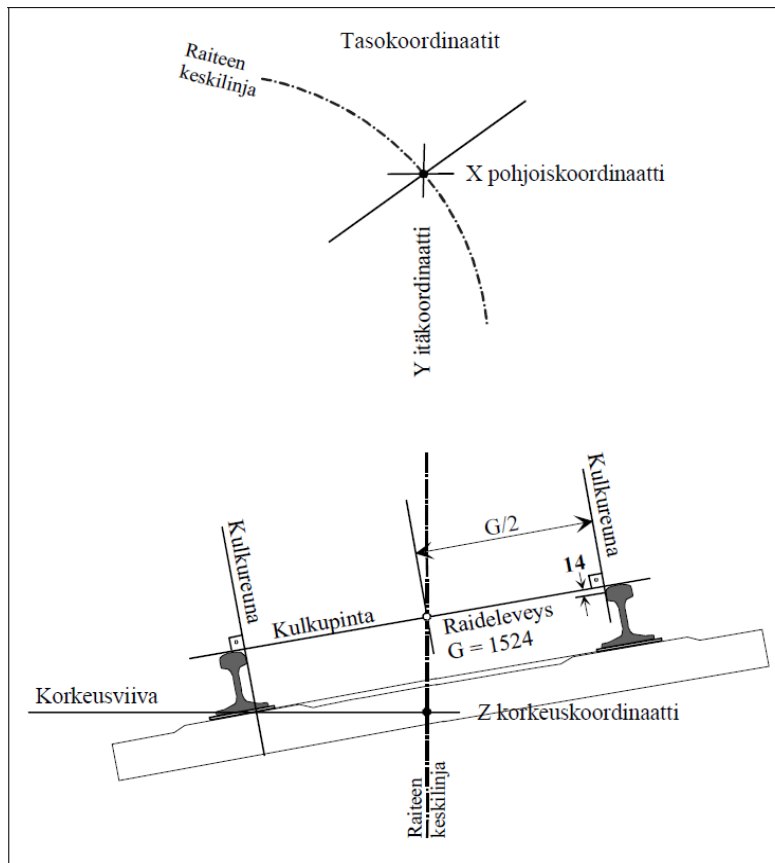 Tasokoordinaatit
Raiteen
keskilinja
X pohjoiskoordinaatti
Y itäkoordinaatti
Kulkureuna
Kulkureuna
G/2
14
Kulkupinta
Raideleveys
G = 1524
Korkeusviiva
Z korkeuskoordinaatti
Raiteen
keskilinja